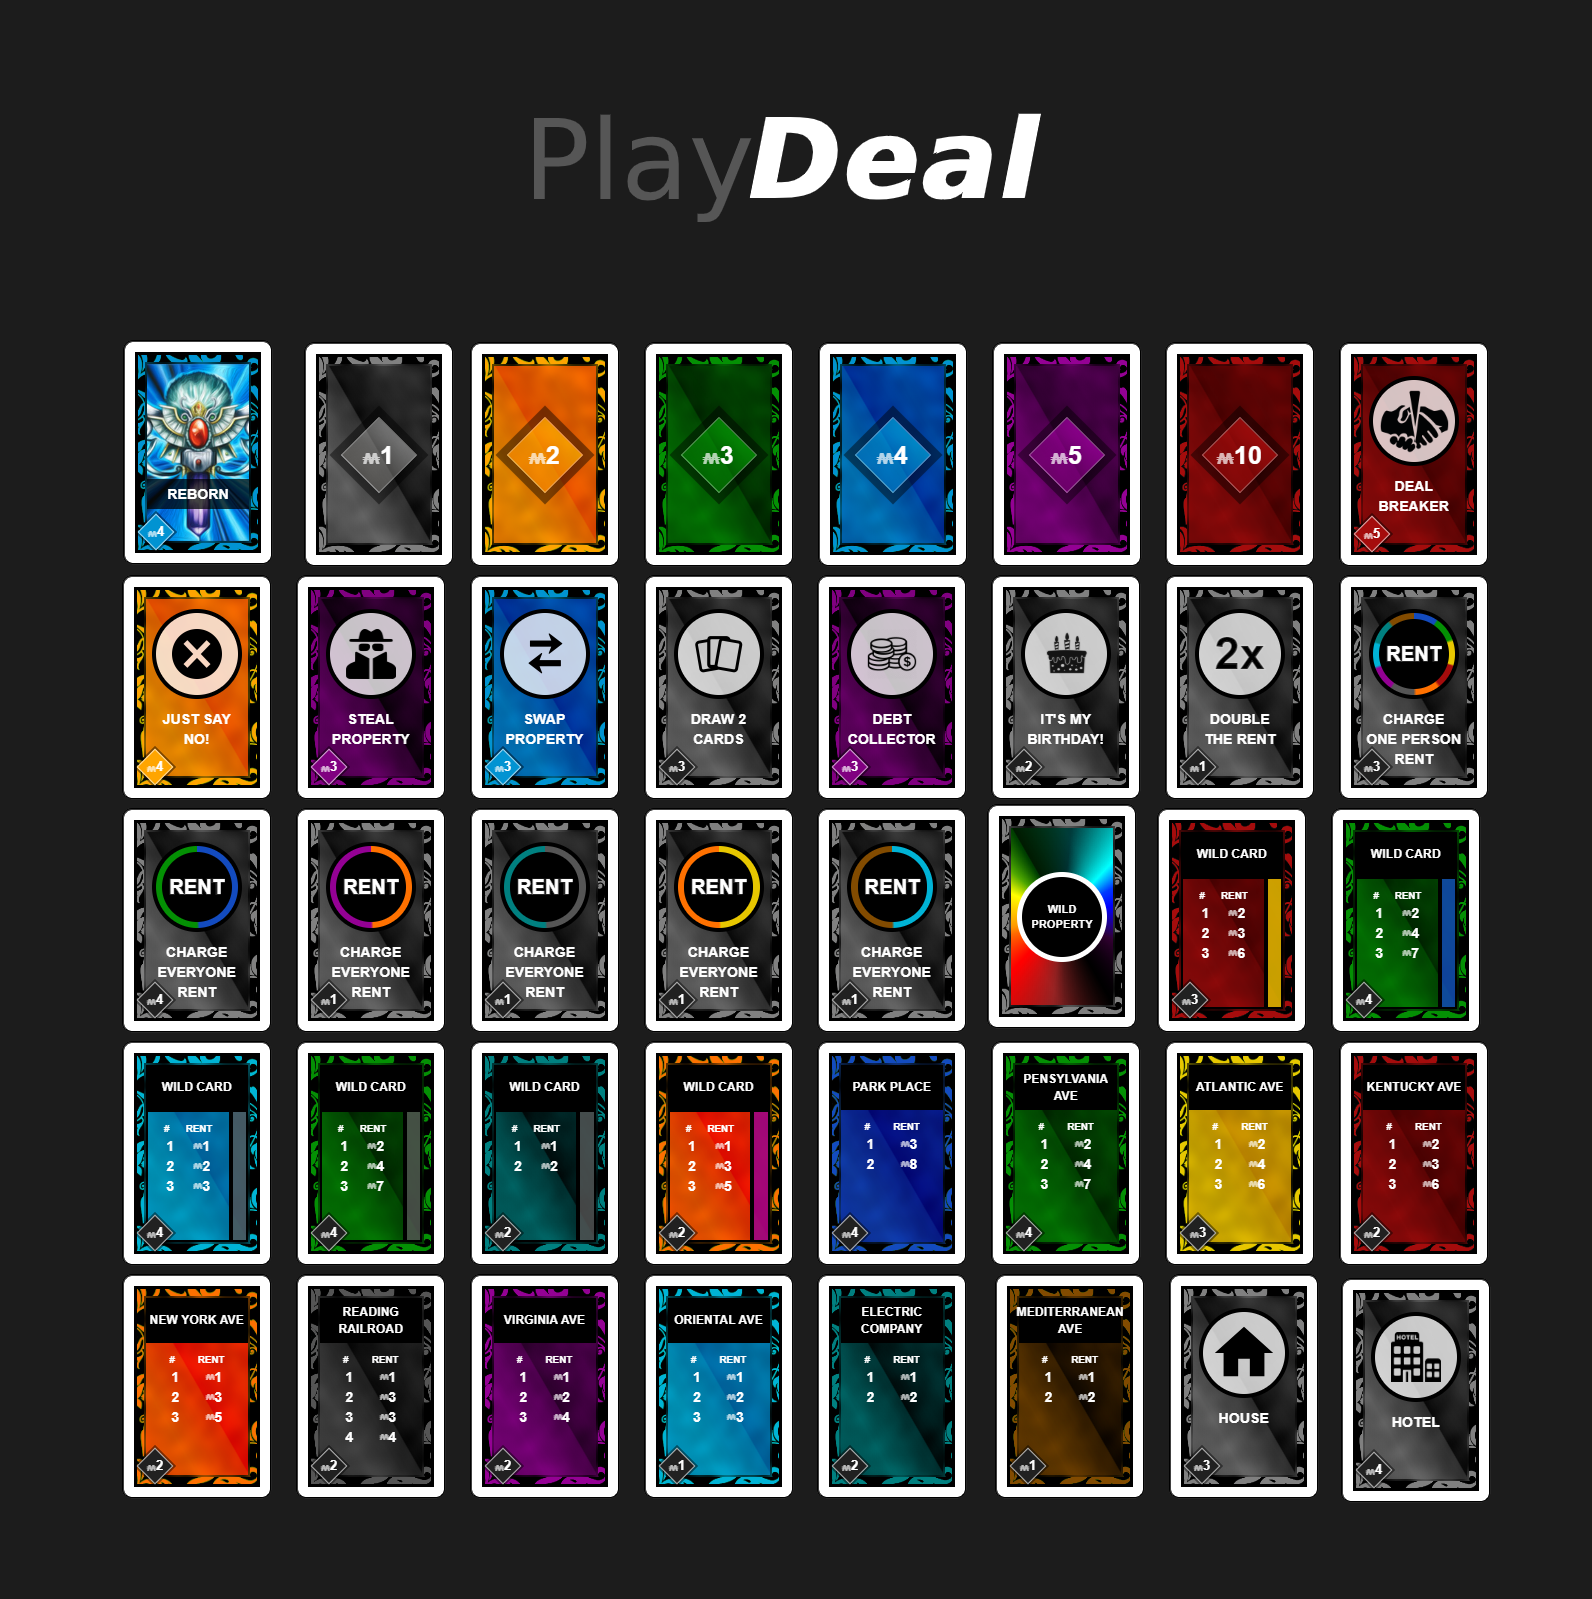 PlayDeal
REBORN
₥4
₥1
₥2
₥3
₥4
₥5
₥10
DEAL
BREAKER
₥5
JUST SAY
NO!
₥4
STEAL
PROPERTY
₥3
SWAP
PROPERTY
₥3
DRAW 2
CARDS
₥3
DEBT
COLLECTOR
₥3
IT'S MY
BIRTHDAY!
₥2
2x
DOUBLE
THE RENT
₥1
RENT
CHARGE
ONE PERSON
RENT
₥3
RENT
CHARGE
EVERYONE
RENT
₥4
RENT
CHARGE
EVERYONE
RENT
₥1
RENT
CHARGE
EVERYONE
RENT
₥1
RENT
CHARGE
EVERYONE
RENT
₥1
RENT
CHARGE
EVERYONE
RENT
₥1
WILD
PROPERTY
WILD CARD
# RENT
1 ₥2
2 ₥3
3 ₥6
₥3
WILD CARD
# RENT
1 ₥2
2 ₥4
3 ₥7
₥4
WILD CARD
# RENT
1 ₥1
2 ₥2
3 ₥3
₥4
WILD CARD
# RENT
1 ₥2
2 ₥4
3 ₥7
₥4
WILD CARD
# RENT
1 ₥1
2 ₥2
₥2
WILD CARD
# RENT
1 ₥1
2 ₥3
3 ₥5
₥2
PARK PLACE
# RENT
1 ₥3
2 ₥8
₥4
PENSYLVANIA
AVE
# RENT
1 ₥2
2 ₥4
3 ₥7
₥4
ATLANTIC AVE
# RENT
1 ₥2
2 ₥4
3 ₥6
₥3
KENTUCKY AVE
# RENT
1 ₥2
2 ₥3
3 ₥6
₥2
NEW YORK AVE
# RENT
1 ₥1
2 ₥3
3 ₥5
₥2
READING
RAILROAD
# RENT
1 ₥1
2 ₥3
3 ₥3
4 ₥4
₥2
VIRGINIA AVE
# RENT
1 ₥1
2 ₥2
3 ₥4
₥2
ORIENTAL AVE
# RENT
1 ₥1
2 ₥2
3 ₥3
₥1
ELECTRIC
COMPANY
# RENT
1 ₥1
2 ₥2
₥2
MEDITERRANEAN
AVE
# RENT
1 ₥1
2 ₥2
₥1
HOUSE
₥3
HOTEL
HOTEL
₥4